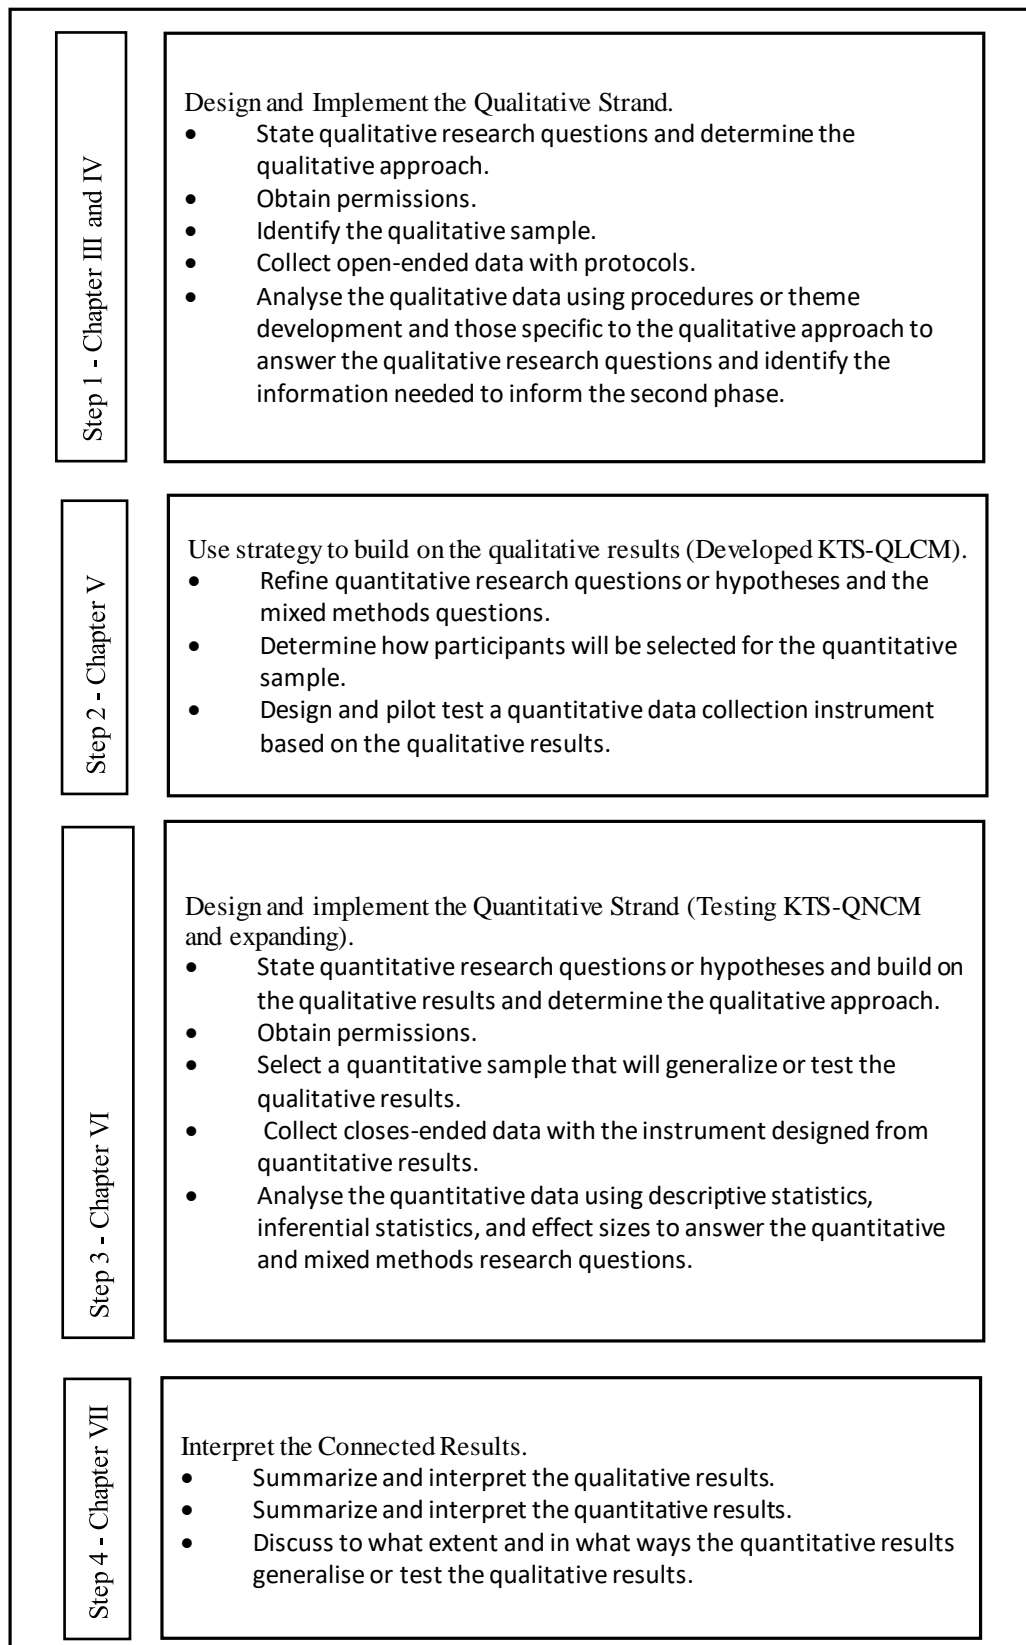 Step 1 - Chapter III and IV
Design and Implement the Qualitative Strand.
• State qualitative research questions and determine the
qualitative approach.
• Obtain permissions.
• Identify the qualitative sample.
• Collect open-ended data with protocols.
• Analyse the qualitative data using procedures or theme
development and those specific to the qualitative approach to
answer the qualitative research questions and identify the
information needed to inform the second phase.
Step 2 - Chapter V
Use strategy to build on the qualitative results (Developed KTS-QLCM).
• Refine quantitative research questions or hypotheses and the
mixed methods questions.
• Determine how participants will be selected for the quantitative
sample.
• Design and pilot test a quantitative data collection instrument
based on the qualitative results.
Step 3 - Chapter VI
Design and implement the Quantitative Strand (Testing KTS-QNCM
and expanding).
• State quantitative research questions or hypotheses and build on
the qualitative results and determine the qualitative approach.
• Obtain permissions.
• Select a quantitative sample that will generalize or test the
qualitative results.
• Collect closes-ended data with the instrument designed from
quantitative results.
• Analyse the quantitative data using descriptive statistics,
inferential statistics, and effect sizes to answer the quantitative
and mixed methods research questions.
Step 4 - Chapter VII
Interpret the Connected Results.
• Summarize and interpret the qualitative results.
• Summarize and interpret the quantitative results.
• Discuss to what extent and in what ways the quantitative results
generalise or test the qualitative results.